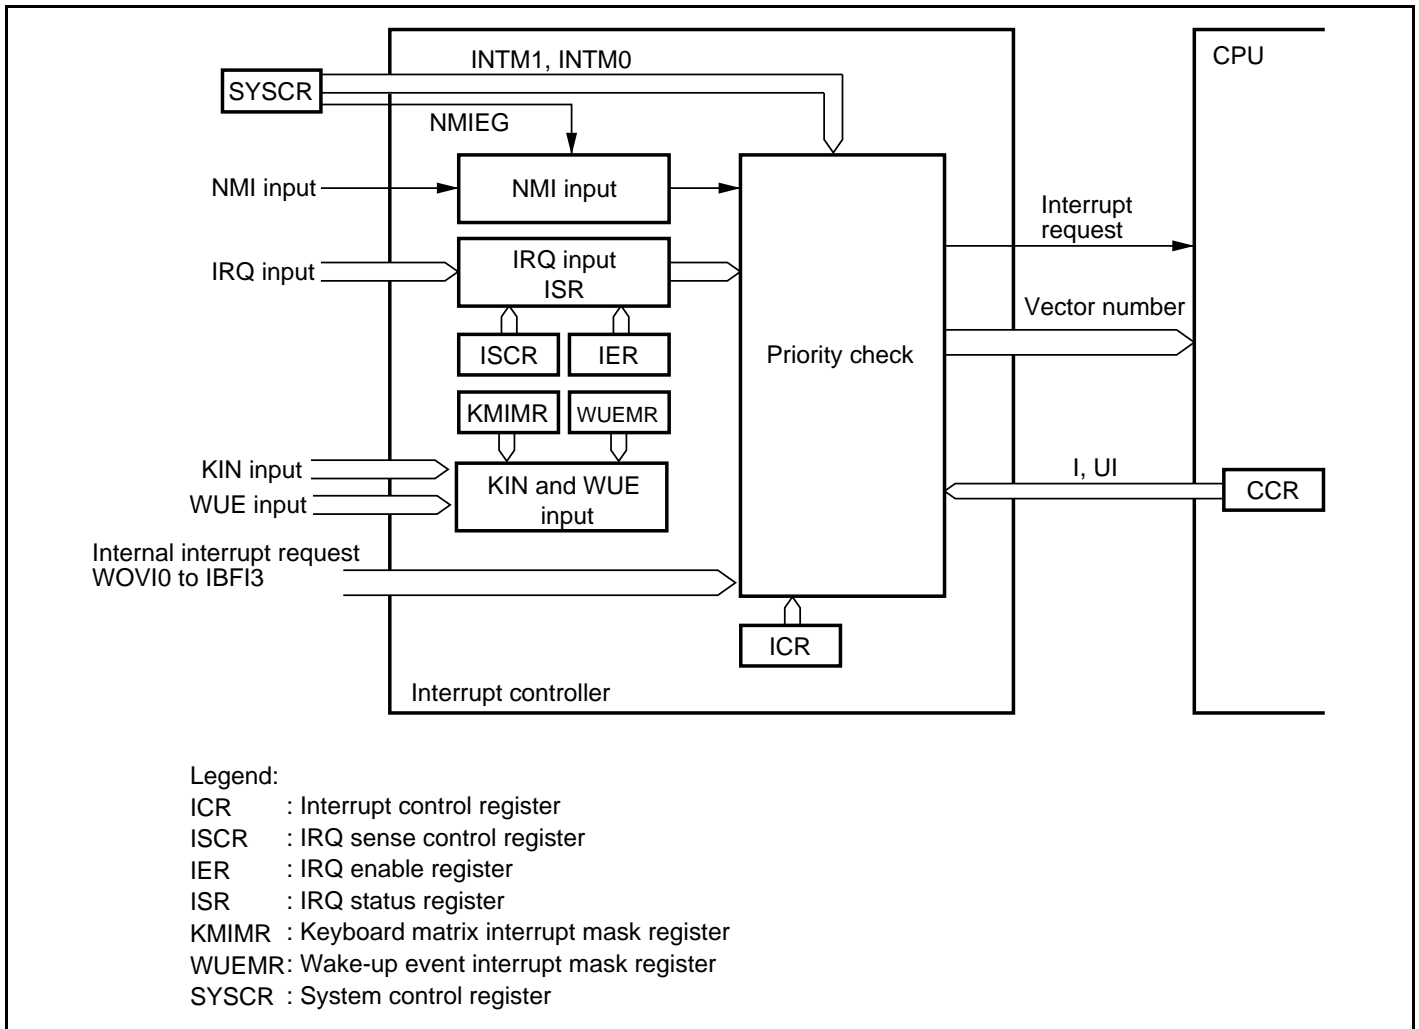 INTM1, INTM0
CPU
SYSCR
NMIEG
NMI input
NMI input
Interrupt
request
IRQ input
IRQ input
ISR
Vector number
ISCR
IER
Priority check
KMIMR
WUEMR
KIN input
WUE input
KIN and WUE
input
I, UI
CCR
Internal interrupt request
WOVI0 to IBFI3
ICR
Interrupt controller
Legend:
ICR : Interrupt control register
ISCR : IRQ sense control register
IER : IRQ enable register
ISR : IRQ status register
KMIMR : Keyboard matrix interrupt mask register
WUEMR: Wake-up event interrupt mask register
SYSCR : System control register